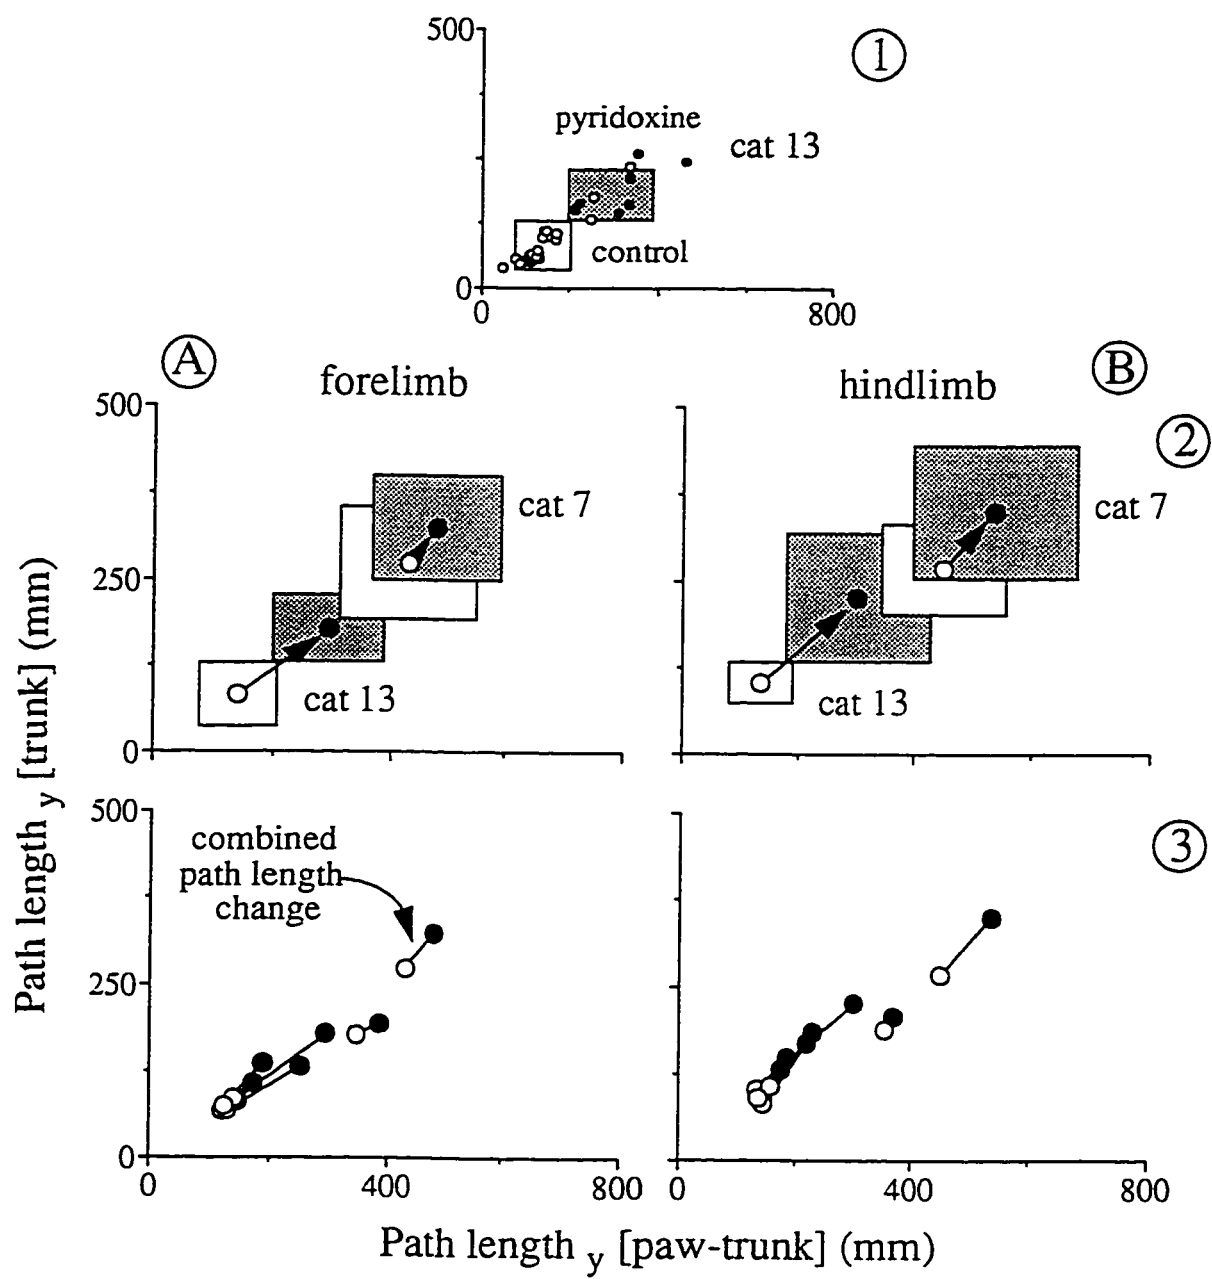 500
1
pyridoxine
cat 13
control
0
0
800
A
forelimb
hindlimb
B
2
500
cat 7
cat 7
250
cat 13
cat 13
0
500
3
combined
path length
change
250
0
0
400
800
0
400
800
Path length y [trunk] (mm)
Path length y [paw-trunk] (mm)